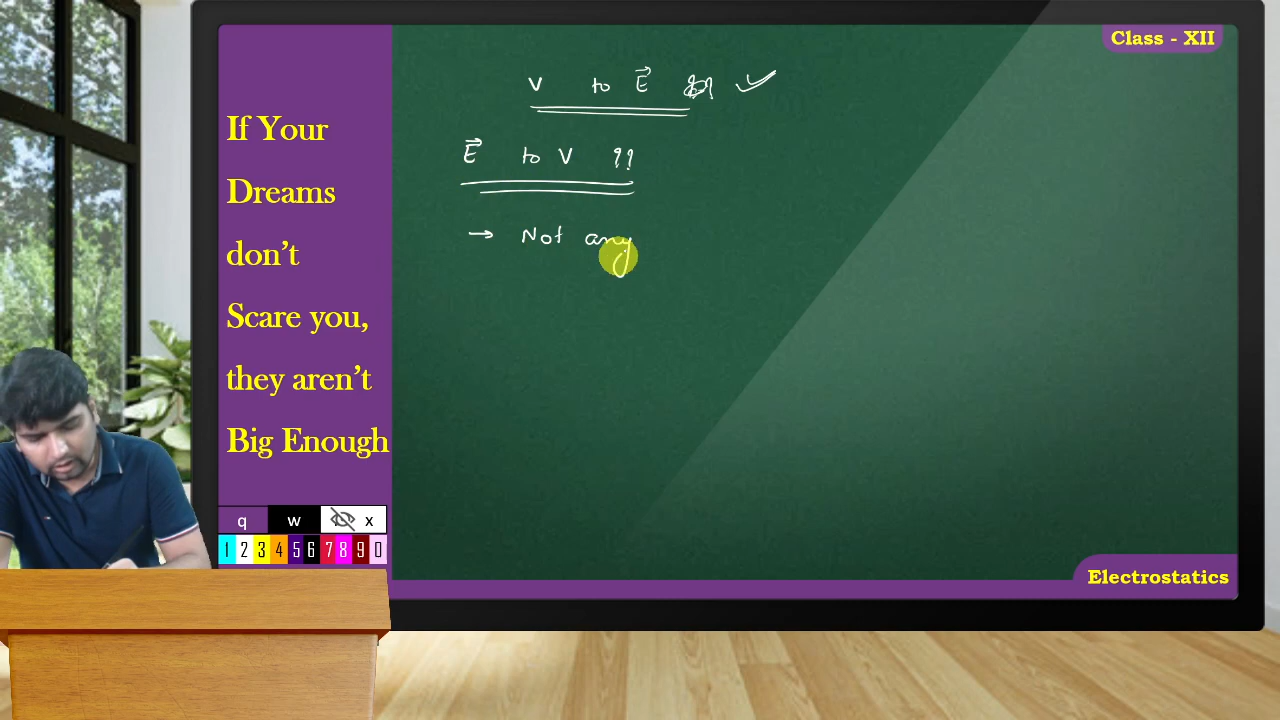 Class - XII
If Your
Dreams
don't
Scare you,
they aren't
Big Enough
V to E⃗ ✓
E⃗ to V ??
→ Not any
q w x
1 2 3 4 5 6 7 8 9 0
Electrostatics